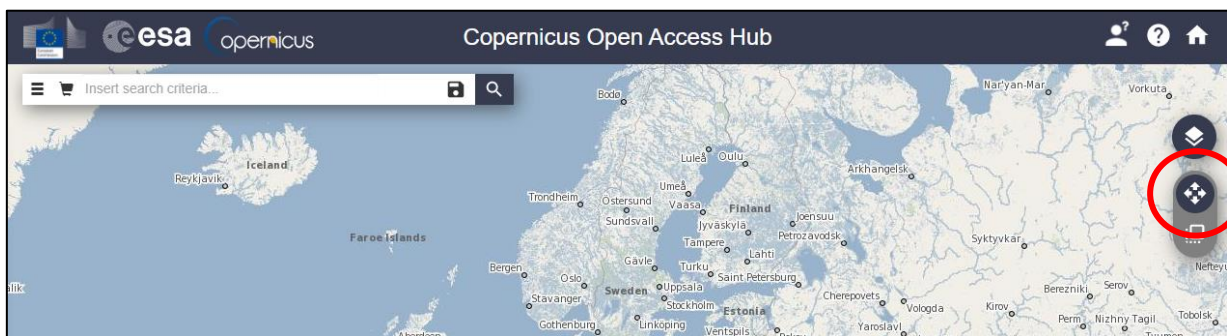 esa opernicus Copernicus Open Access Hub
Insert search criteria...
Bodø
Nar'yan-Mar
Vorkuta
Iceland
Reykjavik
Luleå
Oulu
Arkhangelsk
Trondheim
Östersund
Umeå
Vaasa
Finland
Joensuu
Sundsvall
Jyväskylä
Petrozavodsk
Syktyvkar
Faroe Islands
Tampere
Lahti
Bergen
Gävle
Turku
Saint Petersburg
Oslo
Sweden
Uppsala
Stockholm
Stavanger
Estonia
Cherepovets
Vologda
Kirov
Berezniki
Serov
Gothenburg
Linköping
Ventspils
Yaroslavl
Perm
Nizhny Tagil
Tobolsk
Aberdeen